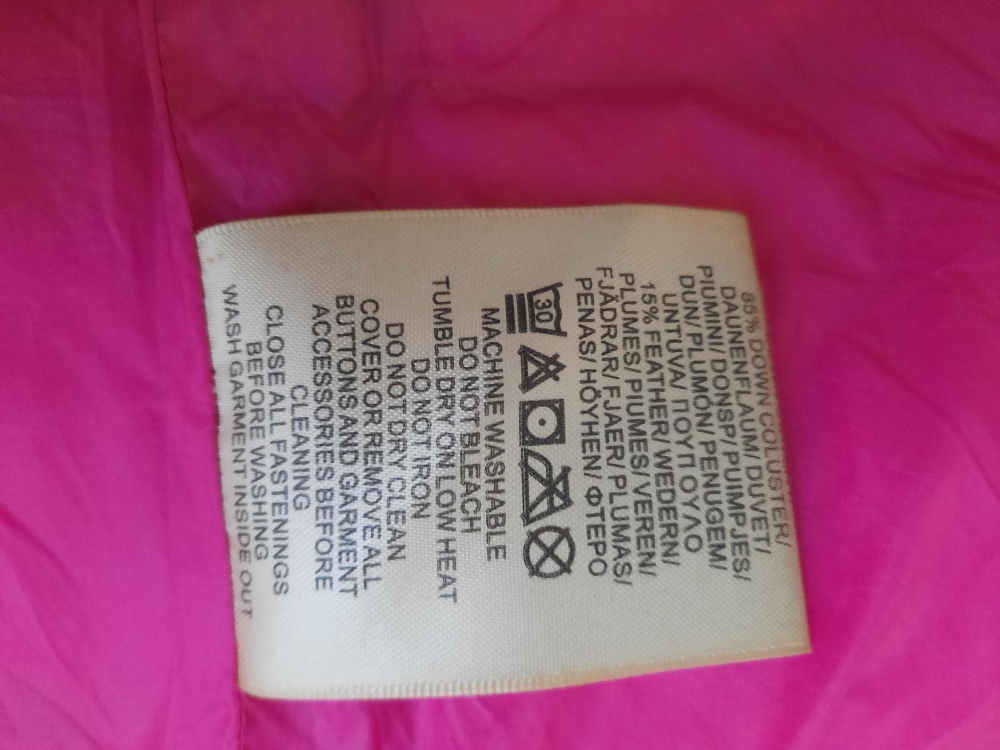 85% DOWN COLUSTER/
DAUNENFLAUM/ DUVET/
PIUMINI/ DONSP/ PUIMPJES/
DUN/ PLUMÓN/ PENUGEM/
UNTUVA/ ΠΟΥΠΟΥΛΟ
15% FEATHER/ WEDERN/
PLUMES/ PIUMES/ VEREN/
FJÄDRAR/ FJAER/ PLUMAS/
PENAS/ HÖYHEN/ ΦΤΕΡΟ
30
MACHINE WASHABLE
DO NOT BLEACH
TUMBLE DRY ON LOW HEAT
DO NOT IRON
DO NOT DRY CLEAN
COVER OR REMOVE ALL
BUTTONS AND GARMENT
ACCESSORIES BEFORE
CLEANING
CLOSE ALL FASTENINGS
BEFORE WASHING
WASH GARMENT INSIDE OUT